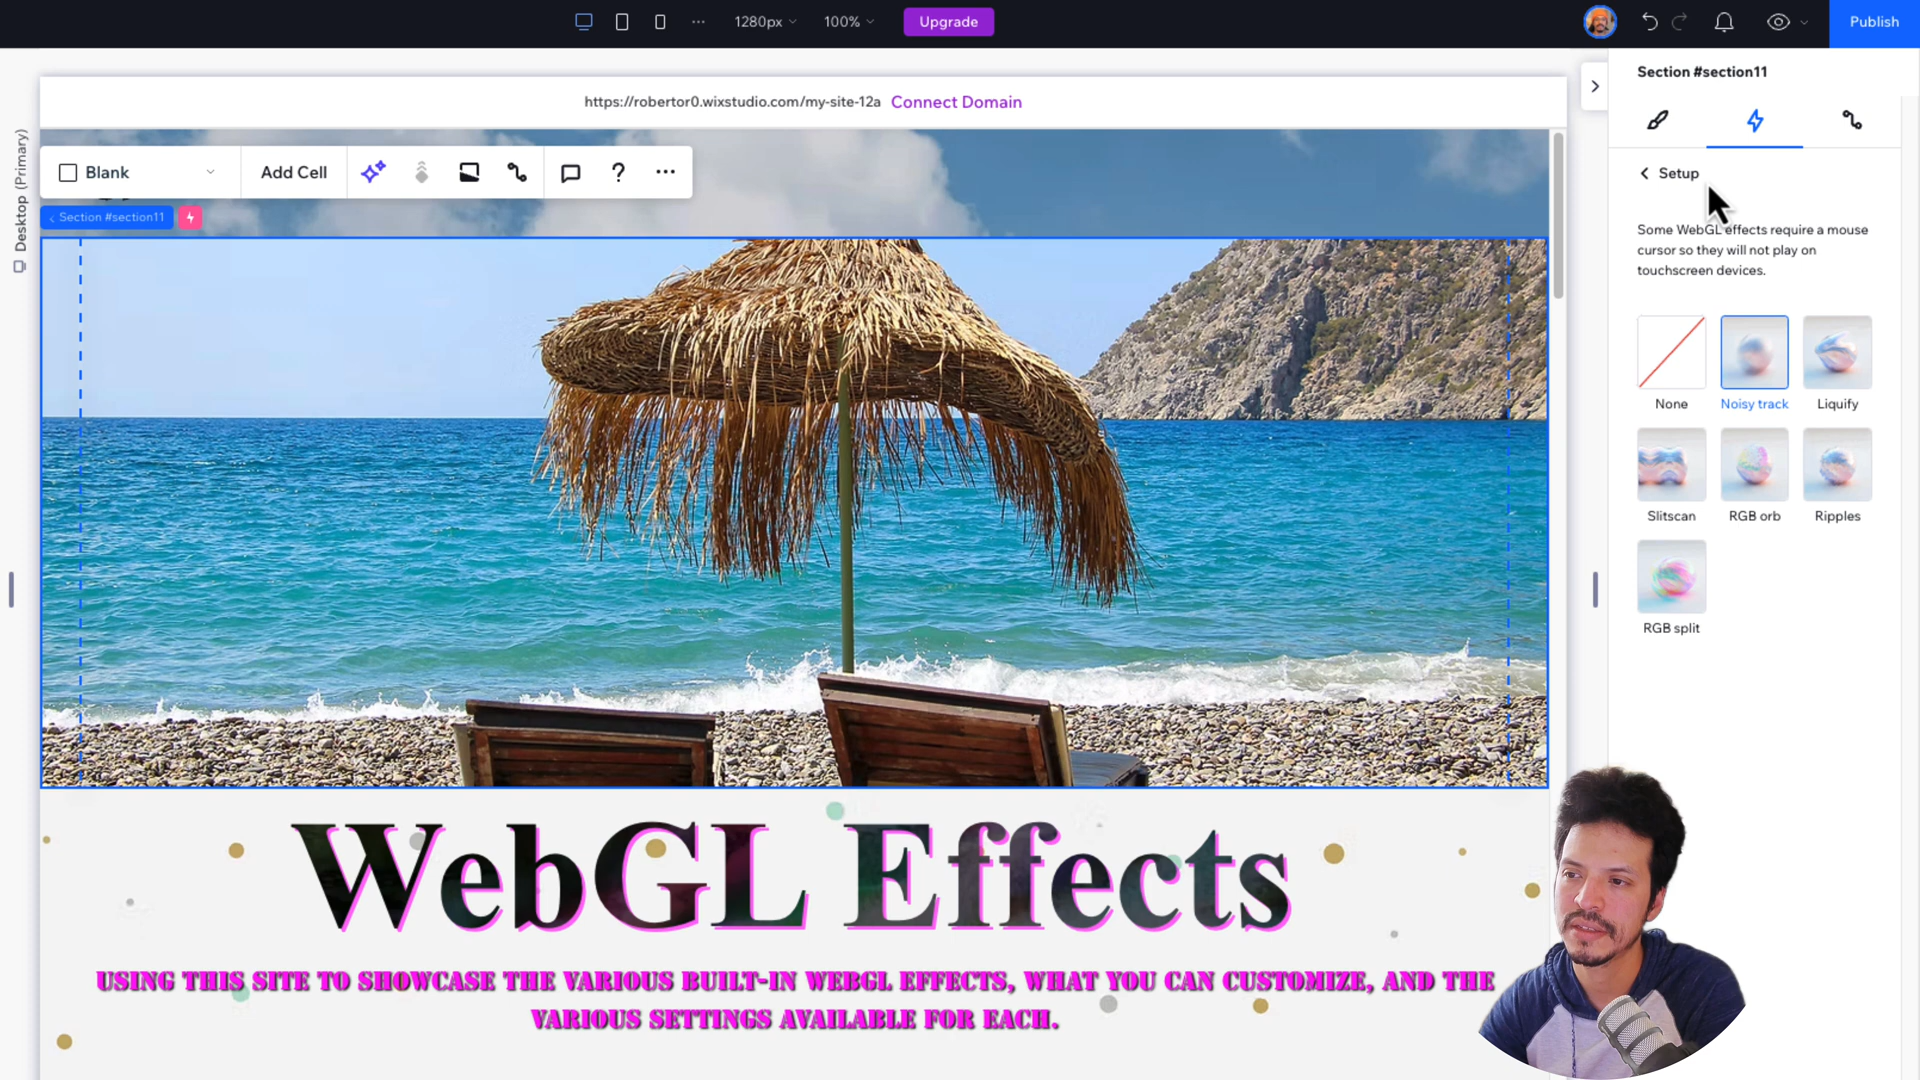 1280px
100%
Upgrade
Publish
Section #section11
https://robertor0.wixstudio.com/my-site-12a Connect Domain
Desktop (Primary)
Blank
Add Cell
Section #section11
Setup
Some WebGL effects require a mouse
cursor so they will not play on
touchscreen devices.
None
Noisy track
Liquify
Slitscan
RGB orb
Ripples
RGB split
WebGL Effects
USING THIS SITE TO SHOWCASE THE VARIOUS BUILT-IN WEBGL EFFECTS, WHAT YOU CAN CUSTOMIZE, AND THE
VARIOUS SETTINGS AVAILABLE FOR EACH.